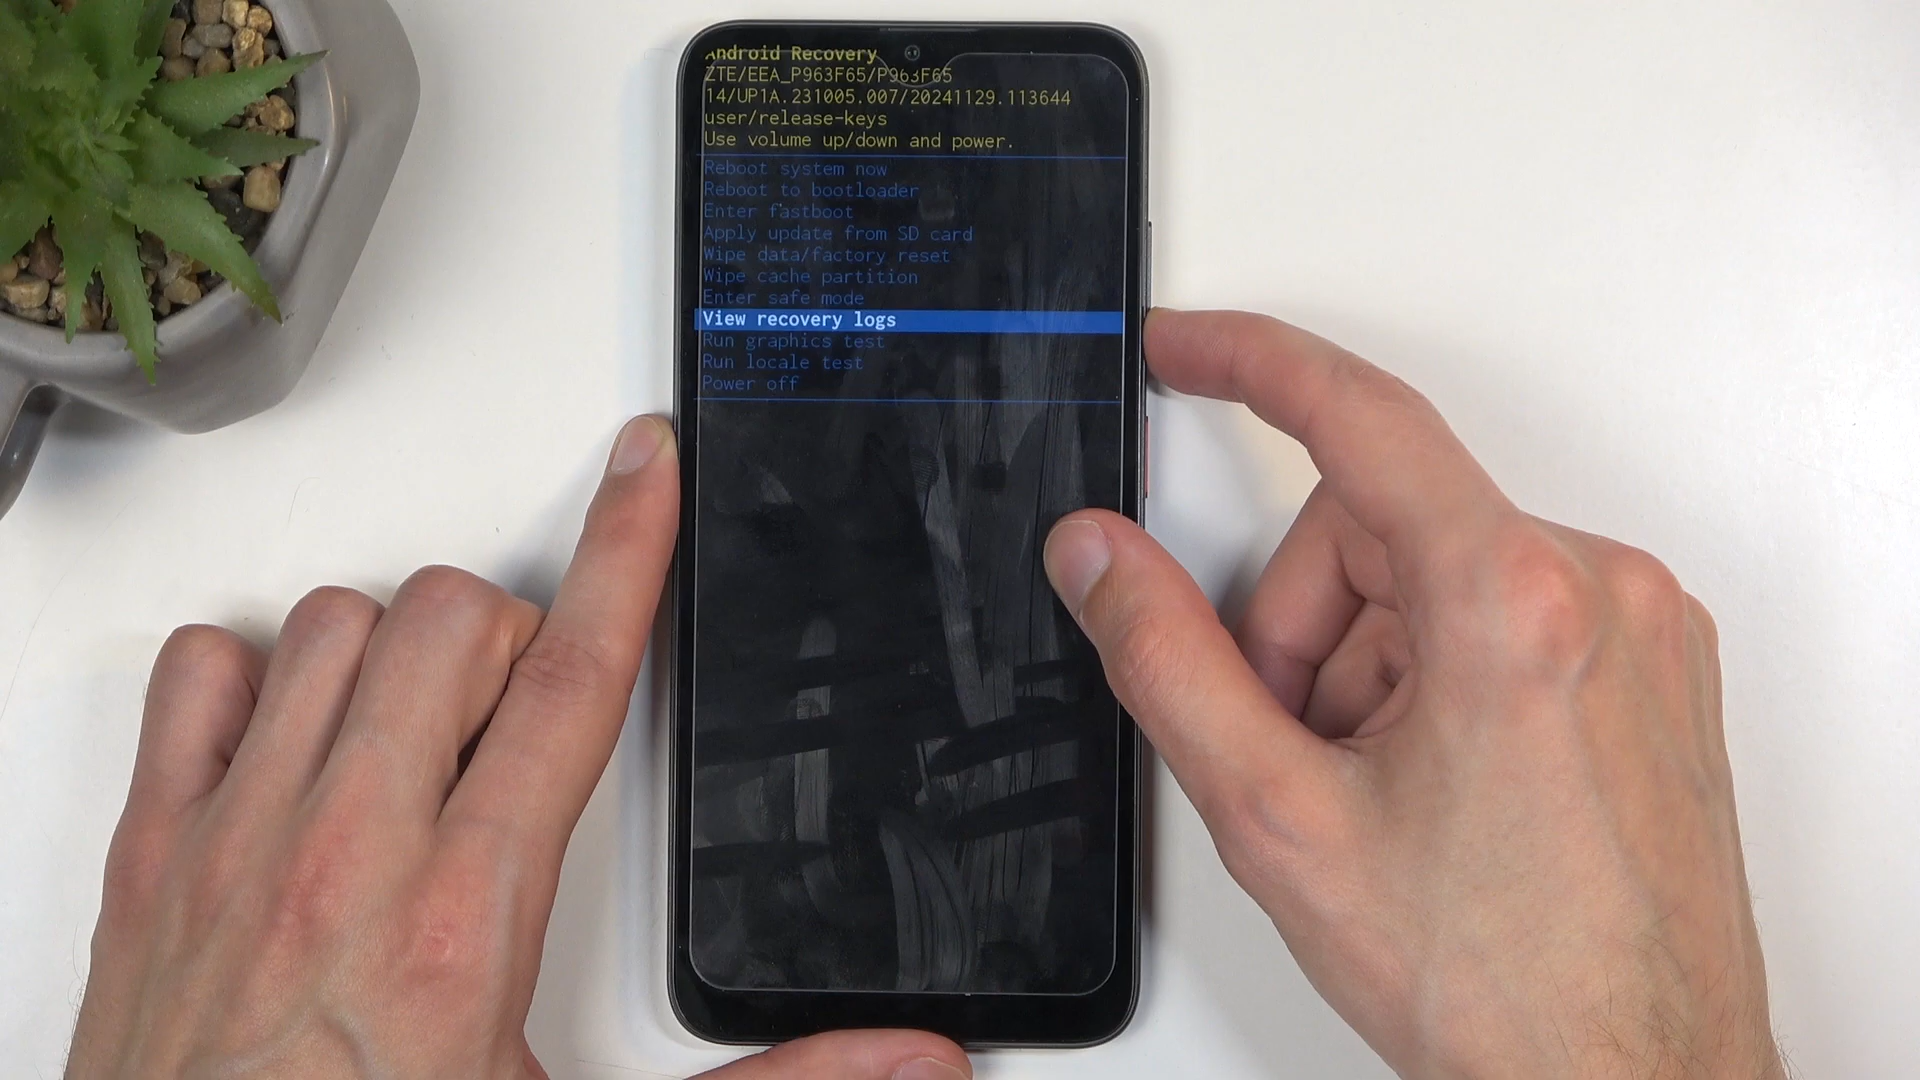 Android Recovery
ZTE/EEA_P963F65/P963F65
14/UP1A.231005.007/20241129.113644
user/release-keys
Use volume up/down and power.
Reboot system now
Reboot to bootloader
Enter fastboot
Apply update from SD card
Wipe data/factory reset
Wipe cache partition
Enter safe mode
View recovery logs
Run graphics test
Run locale test
Power off